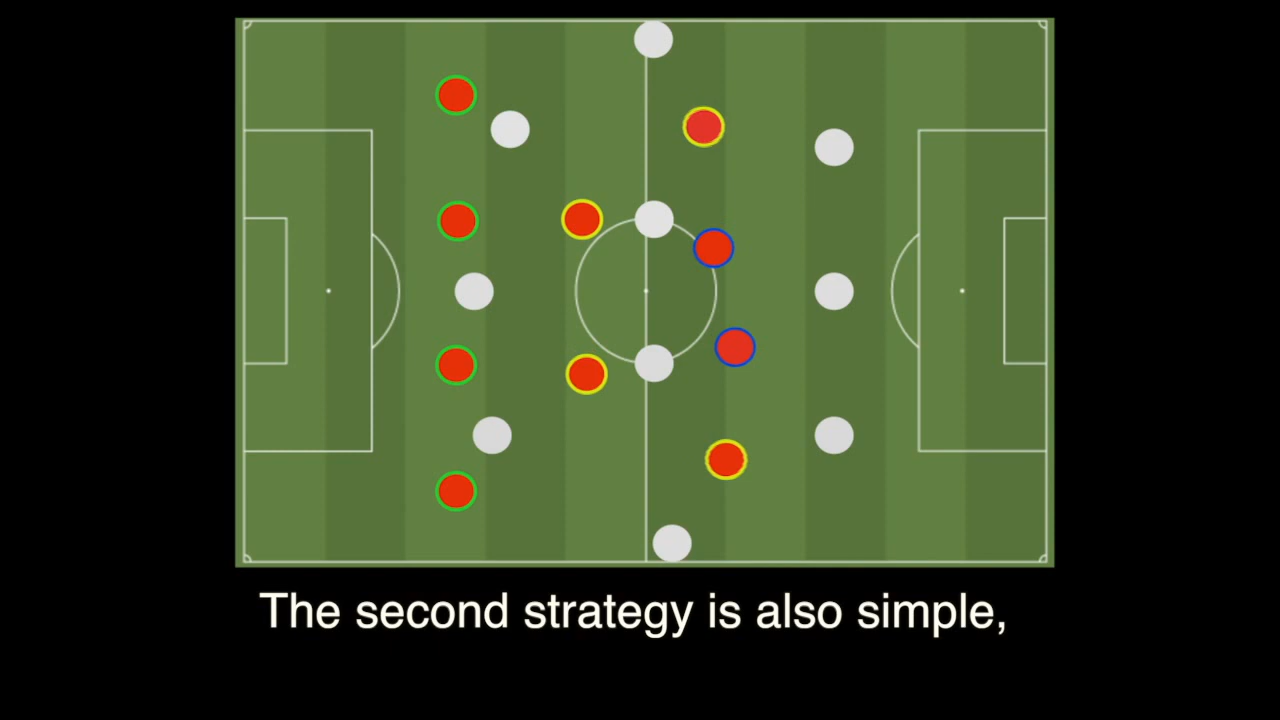 The second strategy is also simple,